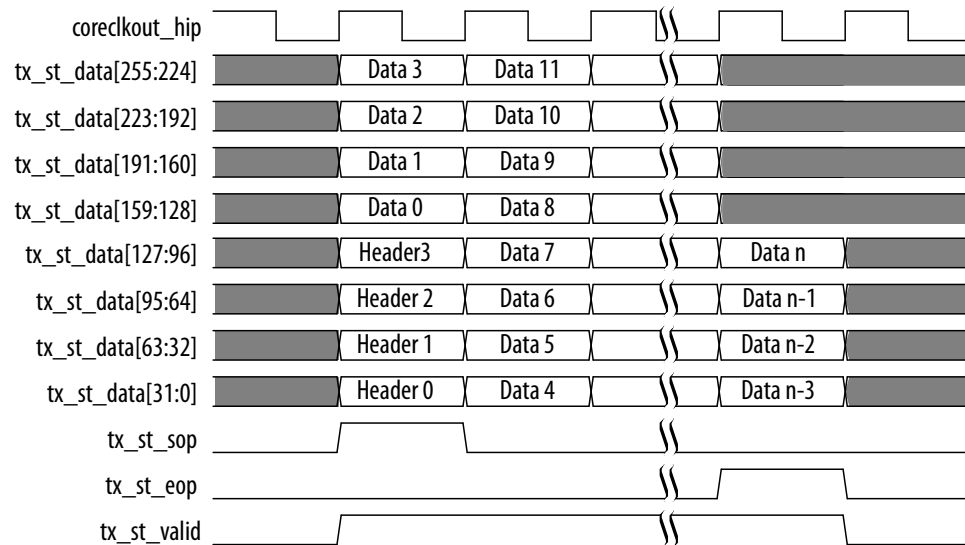 coreclkout_hip
tx_st_data[255:224] Data 3 Data 11
tx_st_data[223:192] Data 2 Data 10
tx_st_data[191:160] Data 1 Data 9
tx_st_data[159:128] Data 0 Data 8
tx_st_data[127:96] Header3 Data 7 Data n
tx_st_data[95:64] Header 2 Data 6 Data n-1
tx_st_data[63:32] Header 1 Data 5 Data n-2
tx_st_data[31:0] Header 0 Data 4 Data n-3
tx_st_sop
tx_st_eop
tx_st_valid